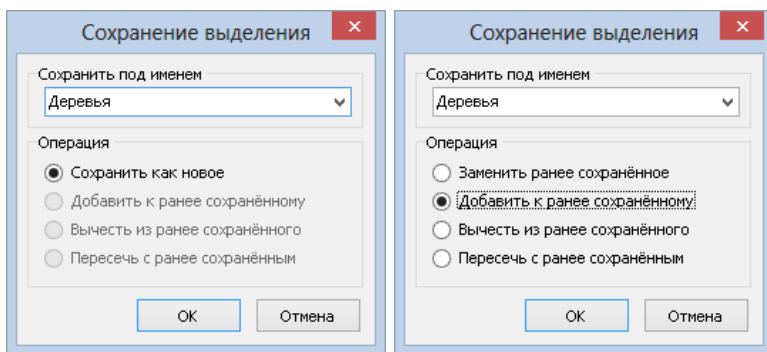 Сохранение выделения
Сохранить под именем
Деревья
Операция
Сохранить как новое
Добавить к ранее сохранённому
Вычесть из ранее сохранённого
Пересечь с ранее сохранённым
ОК
Отмена
Сохранение выделения
Сохранить под именем
Деревья
Операция
Заменить ранее сохранённое
Добавить к ранее сохранённому
Вычесть из ранее сохранённого
Пересечь с ранее сохранённым
ОК
Отмена